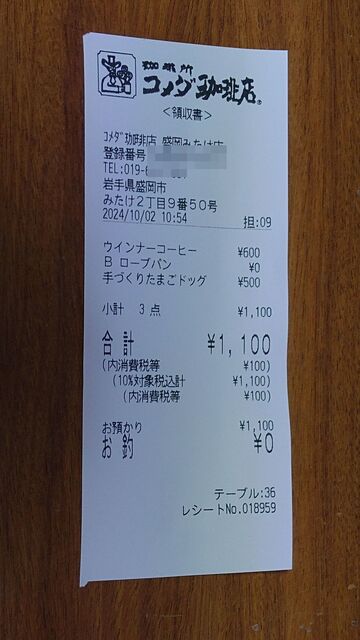 珈琲所
コメダ珈琲店
<領収書>
コメダ珈琲店 盛岡みたけ店
登録番号
TEL:019-6
岩手県盛岡市
みたけ2丁目9番50号
2024/10/02 10:54 担:09
ウインナーコーヒー ¥600
B ローブパン ¥0
手づくりたまごドッグ ¥500
小計 3点 ¥1,100
合計 ¥1,100
(内消費税等 ¥100)
(10%対象税込計 ¥1,100)
(内消費税等 ¥100)
お預かり ¥1,100
お釣 ¥0
テーブル:36
レシートNo.018959